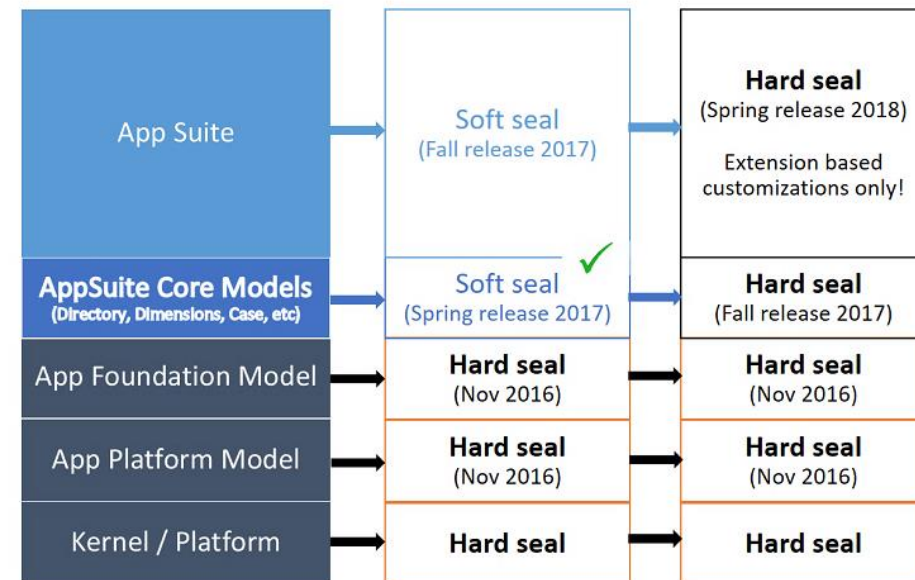 App Suite
Soft seal
(Fall release 2017)
Hard seal
(Spring release 2018)
Extension based
customizations only!
AppSuite Core Models
(Directory, Dimensions, Case, etc)
Soft seal
(Spring release 2017)
Hard seal
(Fall release 2017)
App Foundation Model
Hard seal
(Nov 2016)
Hard seal
(Nov 2016)
App Platform Model
Hard seal
(Nov 2016)
Hard seal
(Nov 2016)
Kernel / Platform
Hard seal
Hard seal